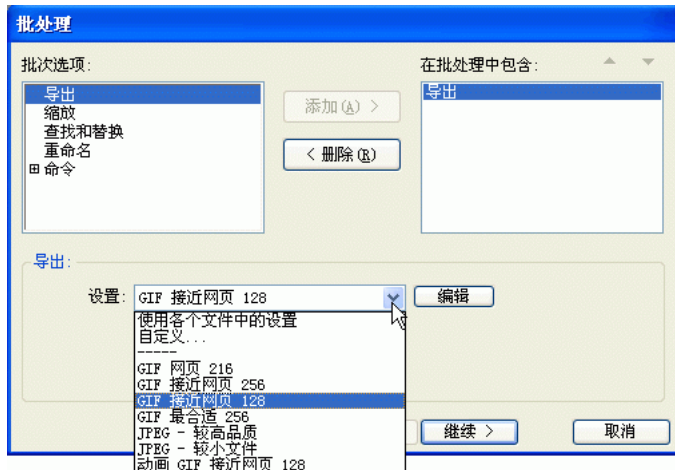 批处理
批次选项:
在批处理中包含:
导出
缩放
查找和替换
重命名
命令
添加(A) >
< 删除(R)
导出
导出:
设置:
GIF 接近网页 128
编辑
使用各个文件中的设置
自定义...
-----
GIF 网页 216
GIF 接近网页 256
GIF 接近网页 128
GIF 最合适 256
JPEG - 较高品质
JPEG - 较小文件
动画 GIF 接近网页 128
继续 >
取消